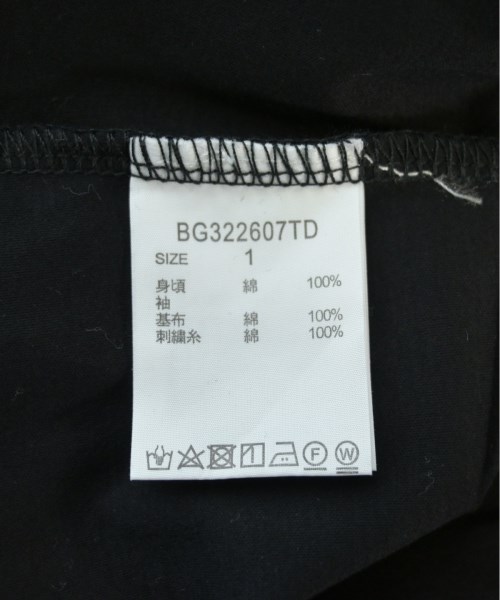 BG322607TD
SIZE 1
身頃 綿 100%
袖
基布 綿 100%
刺繍糸 綿 100%
F W